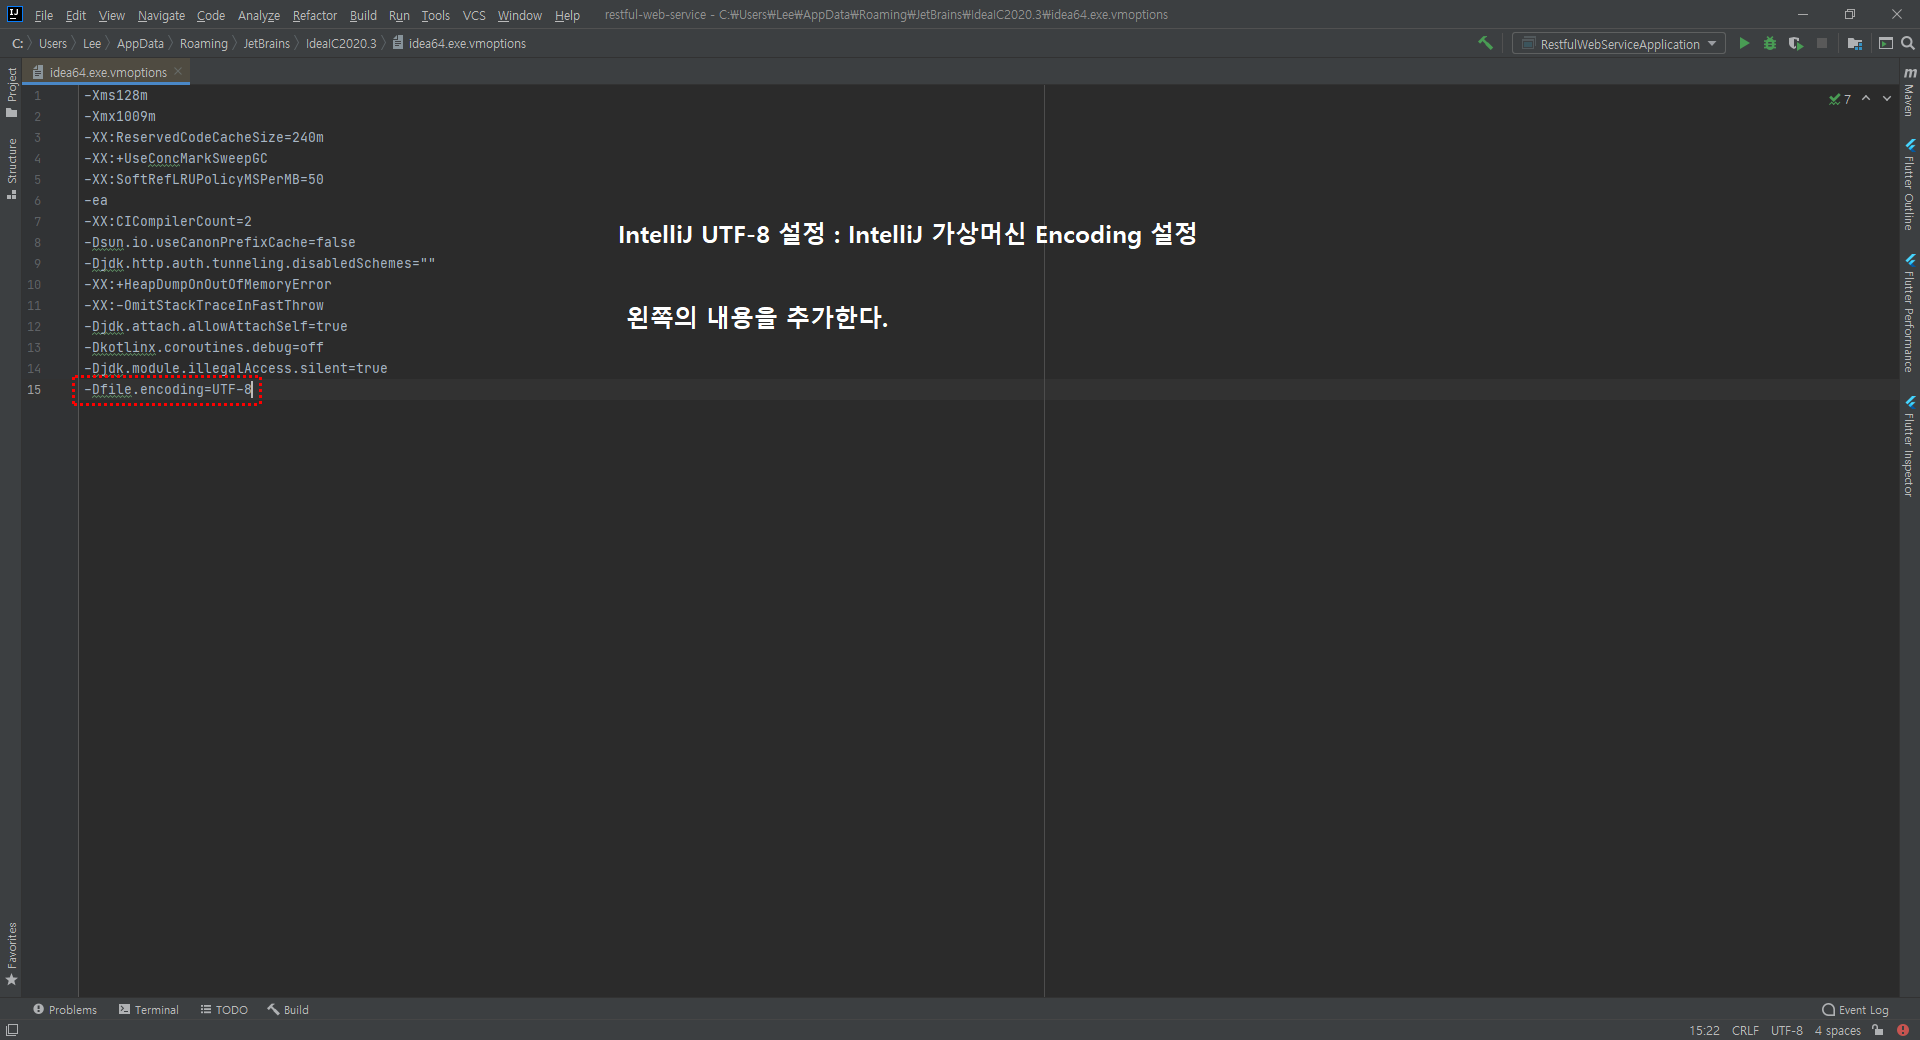 File Edit View Navigate Code Analyze Refactor Build Run Tools VCS Window Help restful-web-service - C:₩Users₩Lee₩AppData₩Roaming₩JetBrains₩IdeaIC2020.3₩idea64.exe.vmoptions
C: Users Lee AppData Roaming JetBrains IdeaIC2020.3 idea64.exe.vmoptions RestfulWebServiceApplication
idea64.exe.vmoptions
Project
Structure
Favorites
1 -Xms128m
2 -Xmx1009m
3 -XX:ReservedCodeCacheSize=240m
4 -XX:+UseConcMarkSweepGC
5 -XX:SoftRefLRUPolicyMSPerMB=50
6 -ea
7 -XX:CICompilerCount=2
8 -Dsun.io.useCanonPrefixCache=false
9 -Djdk.http.auth.tunneling.disabledSchemes=""
10 -XX:+HeapDumpOnOutOfMemoryError
11 -XX:-OmitStackTraceInFastThrow
12 -Djdk.attach.allowAttachSelf=true
13 -Dkotlinx.coroutines.debug=off
14 -Djdk.module.illegalAccess.silent=true
15 -Dfile.encoding=UTF-8
IntelliJ UTF-8 설정 : IntelliJ 가상머신 Encoding 설정
왼쪽의 내용을 추가한다.
7
m Maven
Flutter Outline
Flutter Performance
Flutter Inspector
Problems Terminal TODO Build Event Log
15:22 CRLF UTF-8 4 spaces